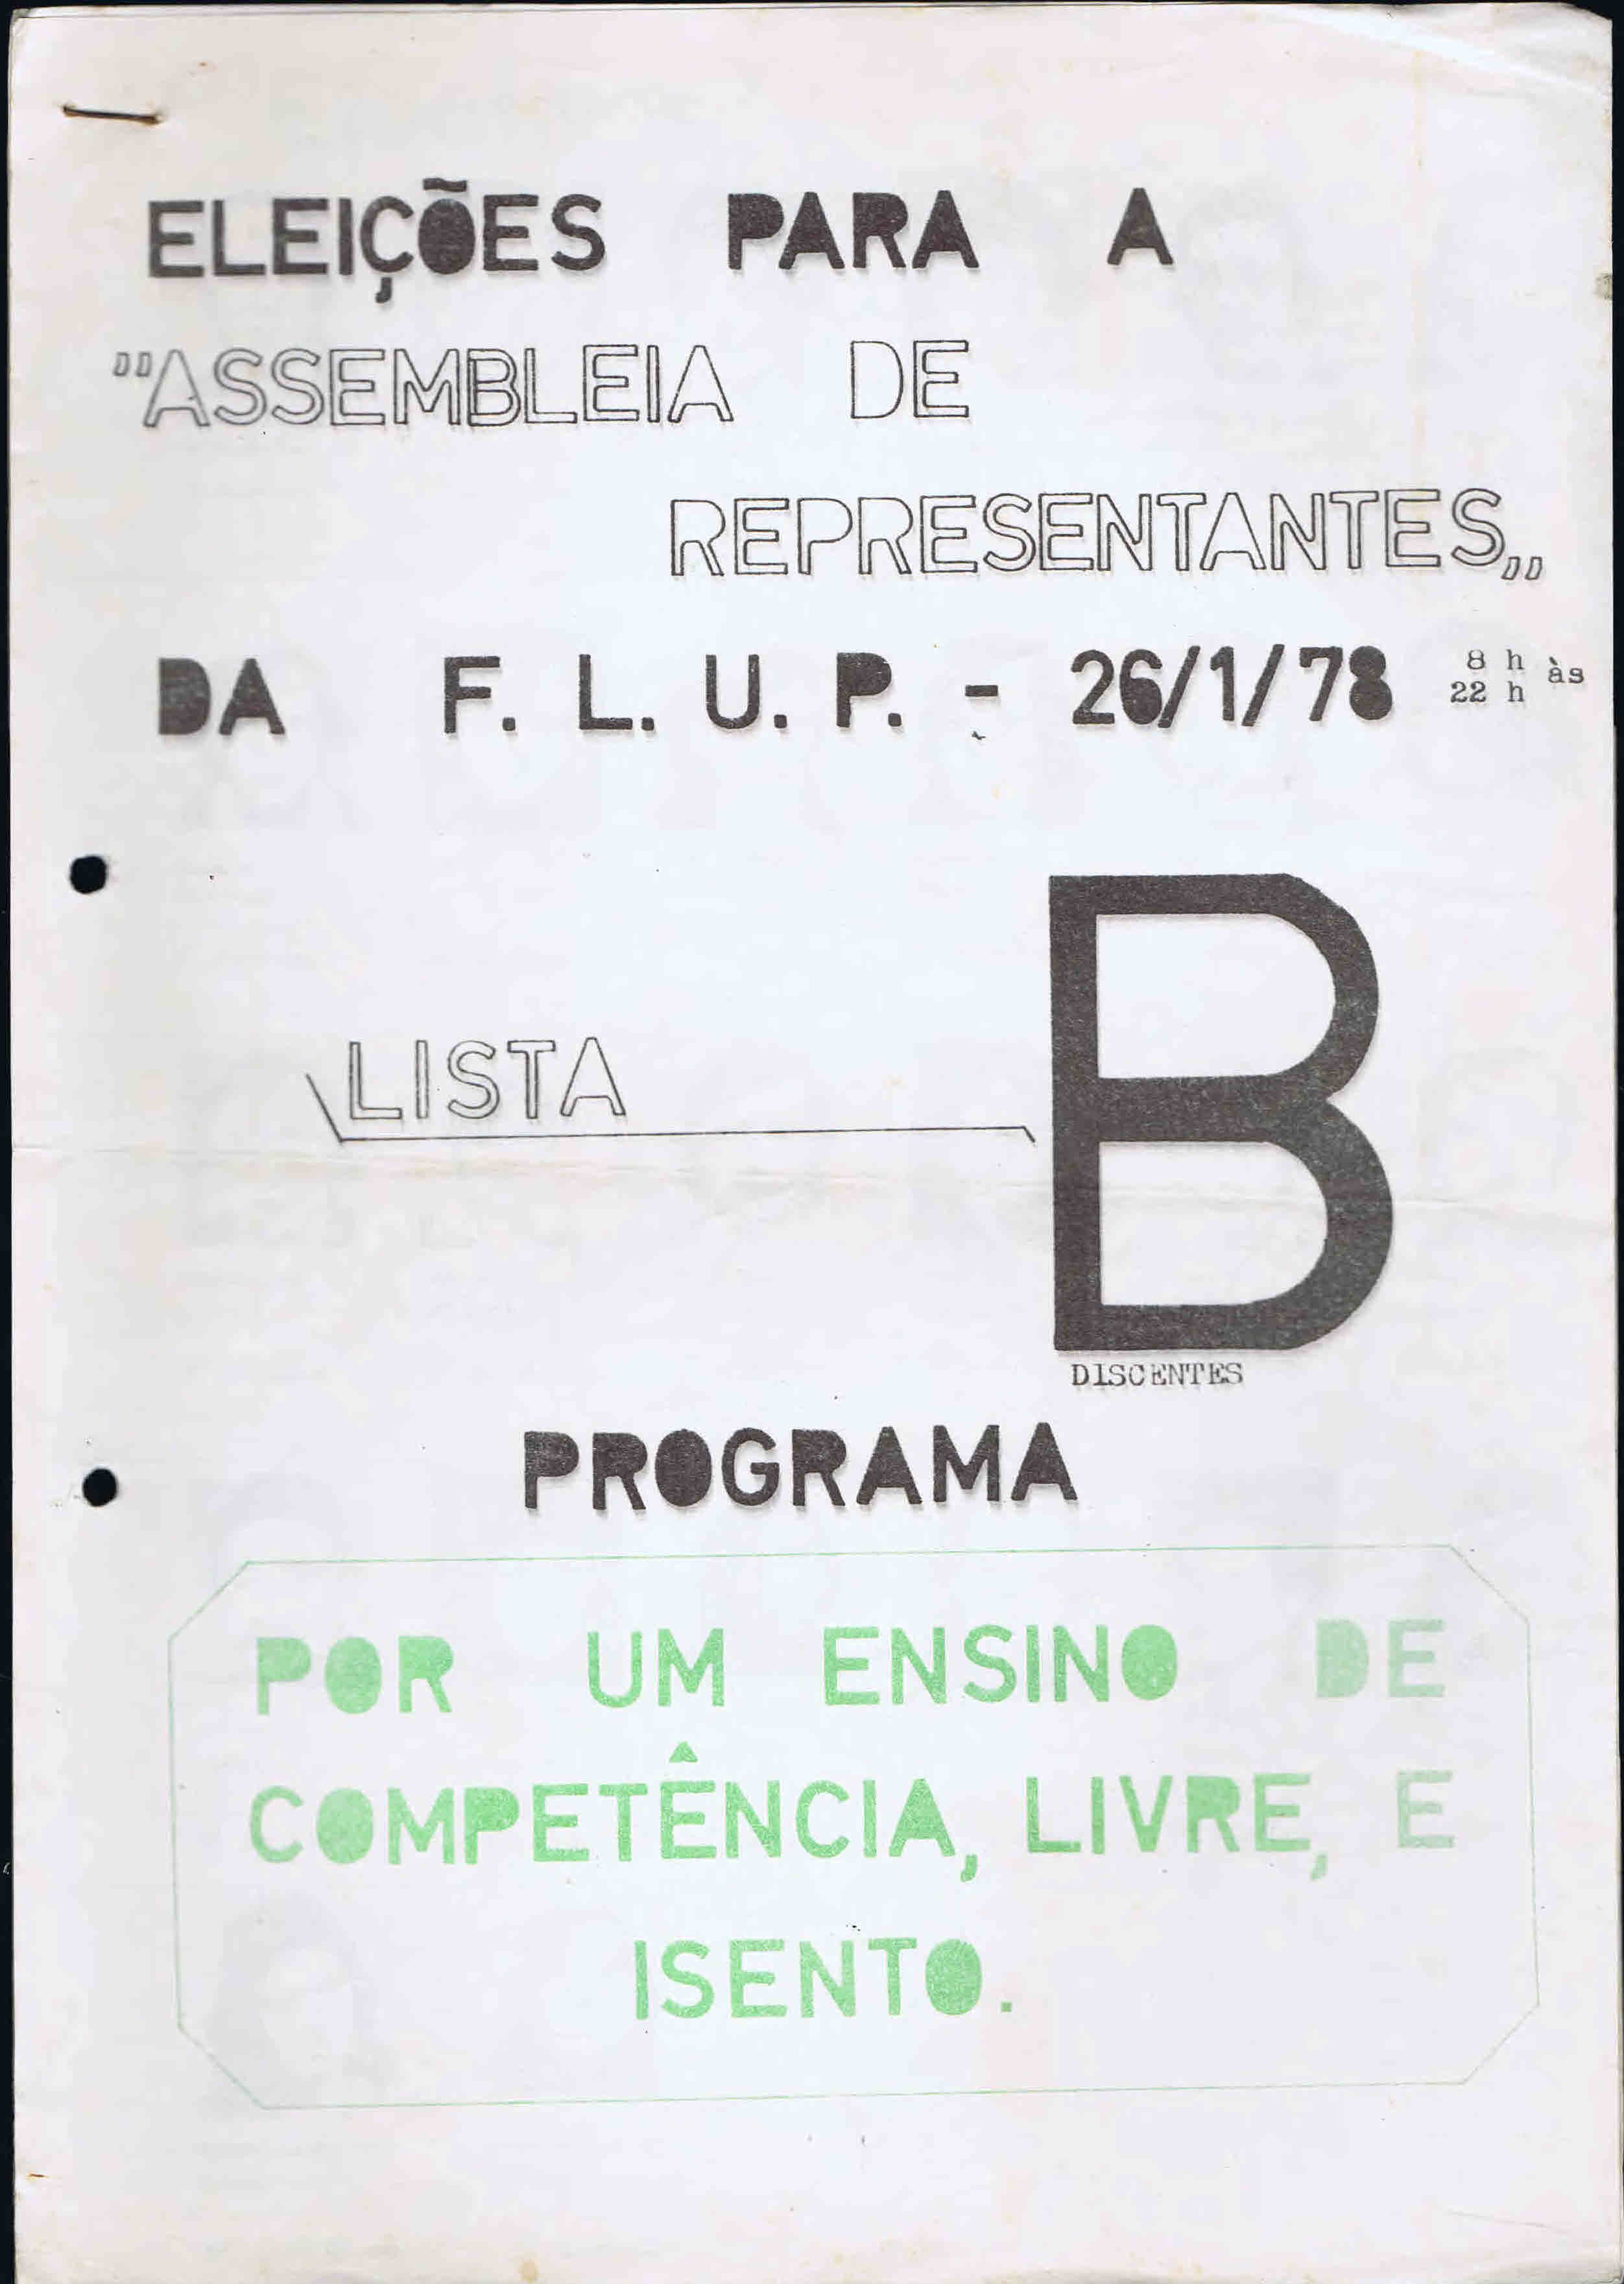 ELEIÇÕES PARA A
"ASSEMBLEIA DE
REPRESENTANTES„
DA F. L. U. P. - 26/1/78 8 h às
22 h
LISTA B
DISCENTES
PROGRAMA
POR UM ENSINO DE
COMPETÊNCIA, LIVRE, E
ISENTO.